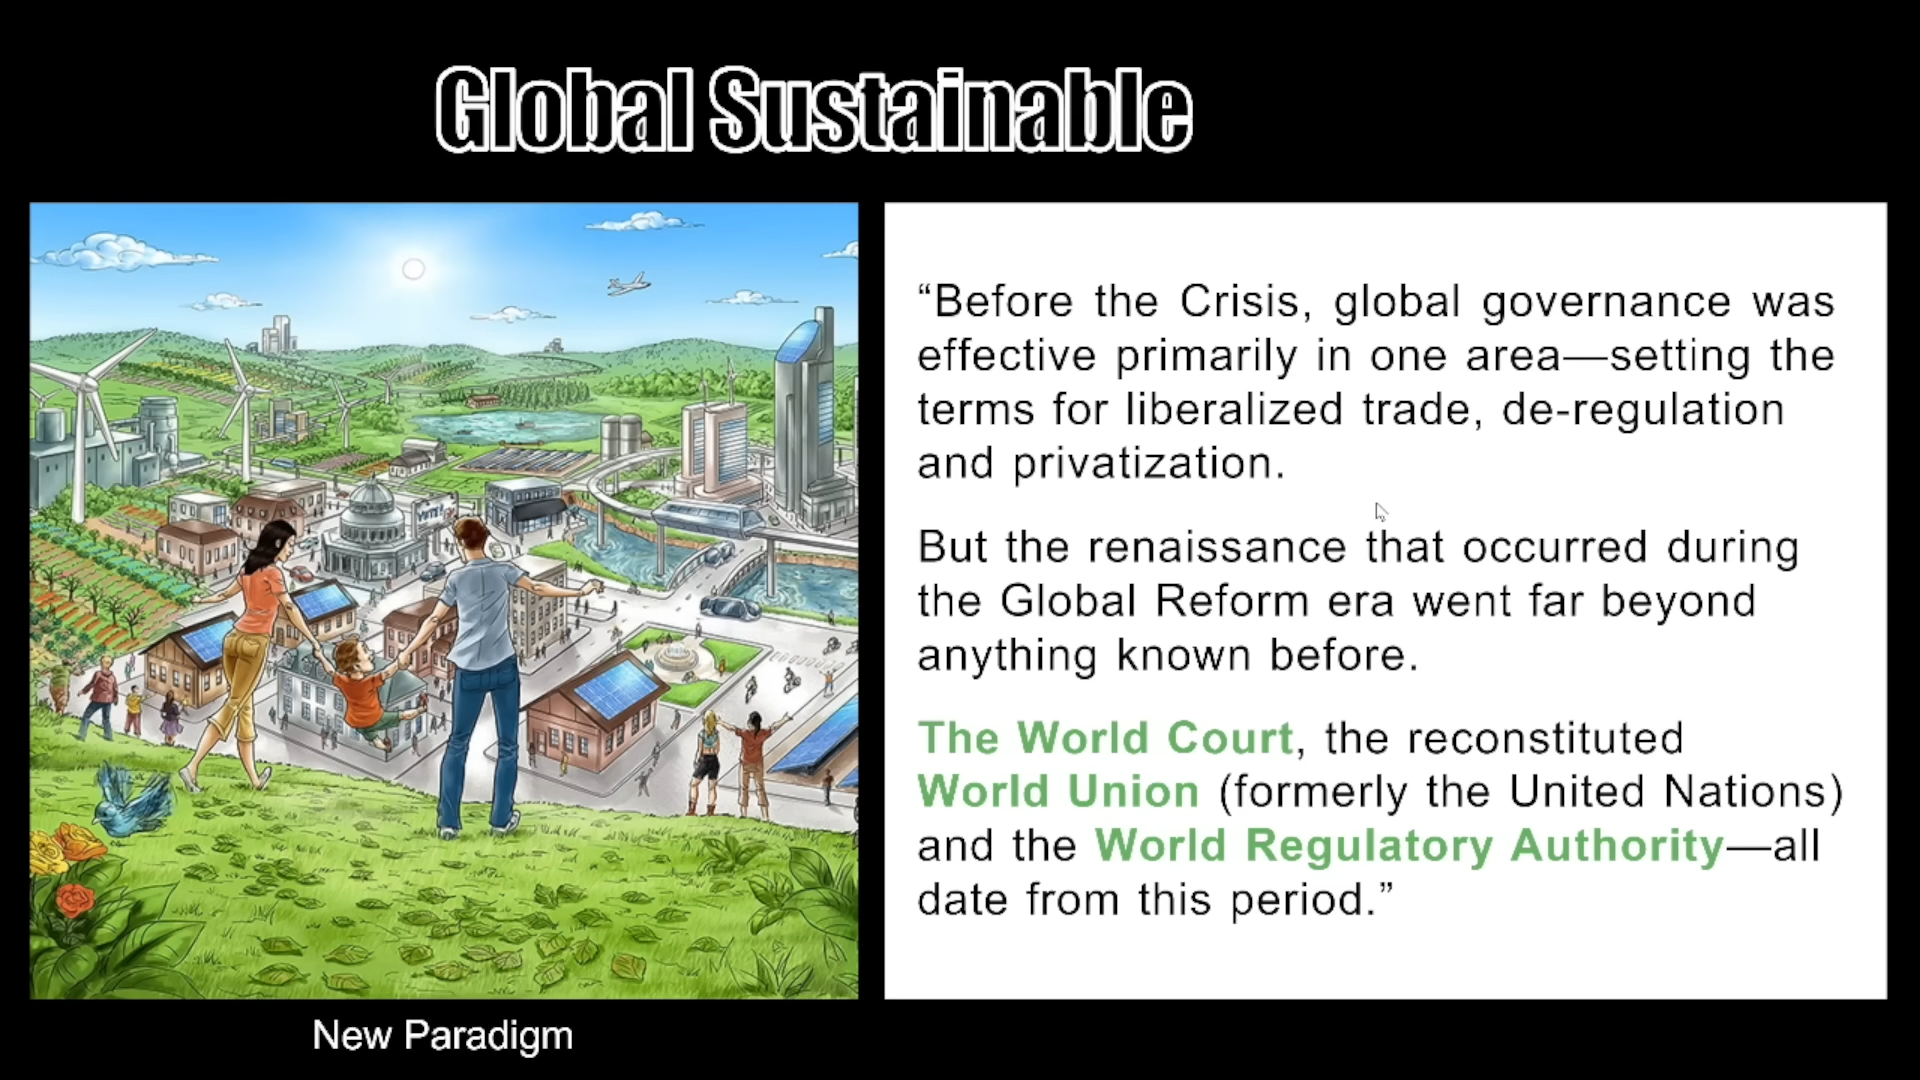 Global Sustainable
“Before the Crisis, global governance was
effective primarily in one area—setting the
terms for liberalized trade, de-regulation
and privatization.
But the renaissance that occurred during
the Global Reform era went far beyond
anything known before.
The World Court, the reconstituted
World Union (formerly the United Nations)
and the World Regulatory Authority—all
date from this period.”
VOTE!
New Paradigm